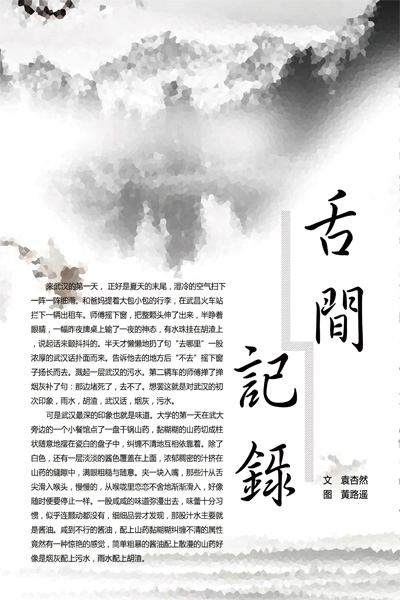 舌間
記錄
文 袁杏然
图 黄路遥
来武汉的第一天，正好是夏天的末尾，湿冷的空气扫下
一阵一阵细雨。和爸妈提着大包小包的行李，在武昌火车站
拦下一辆出租车。师傅摇下窗，把整颗头伸了出来，半睁着
眼睛，一幅昨夜牌桌上输了一夜的神态，有水珠挂在胡渣上
，说起话来颤抖抖的。半天才懒懒地扔了句“去哪里”一股
浓厚的武汉话扑面而来。告诉他去的地方后“不去”摇下窗
子扬长而去。溅起一层武汉的污水。第二辆车的师傅掸了掸
烟灰补了句：那边堵死了，去不了。想罢这就是对武汉的初
次印象，雨水，胡渣，武汉话，烟灰，污水。
可是武汉最深的印象也就是味道。大学的第一天在武大
旁边的一个小餐馆点了一盘干锅山药，黏糊糊的山药切成柱
状随意地摆在瓷白的盘子中，纠缠不清地互相依靠着。除了
白色，还有一层淡淡的酱色覆盖在上面，浓郁稠密的汁挤在
山药的缝隙中，满眼粗糙与随意。夹一块入嘴，那些汁从舌
尖滑入喉头，慢慢的，从喉咙里恋恋不舍地渐渐滑入，好像
随时便要停止一样。一股咸咸的味道弥漫出去，味蕾十分习
惯，似乎连颤动都没有，细细品尝才发现，那股汁水主要就
是酱油。咸到不行的酱油，配上山药黏糊糊纠缠不清的属性
竟然有一种惊艳的感觉，简单粗暴的酱油配上散漫的山药好
像是烟灰配上污水，雨水配上胡渣。